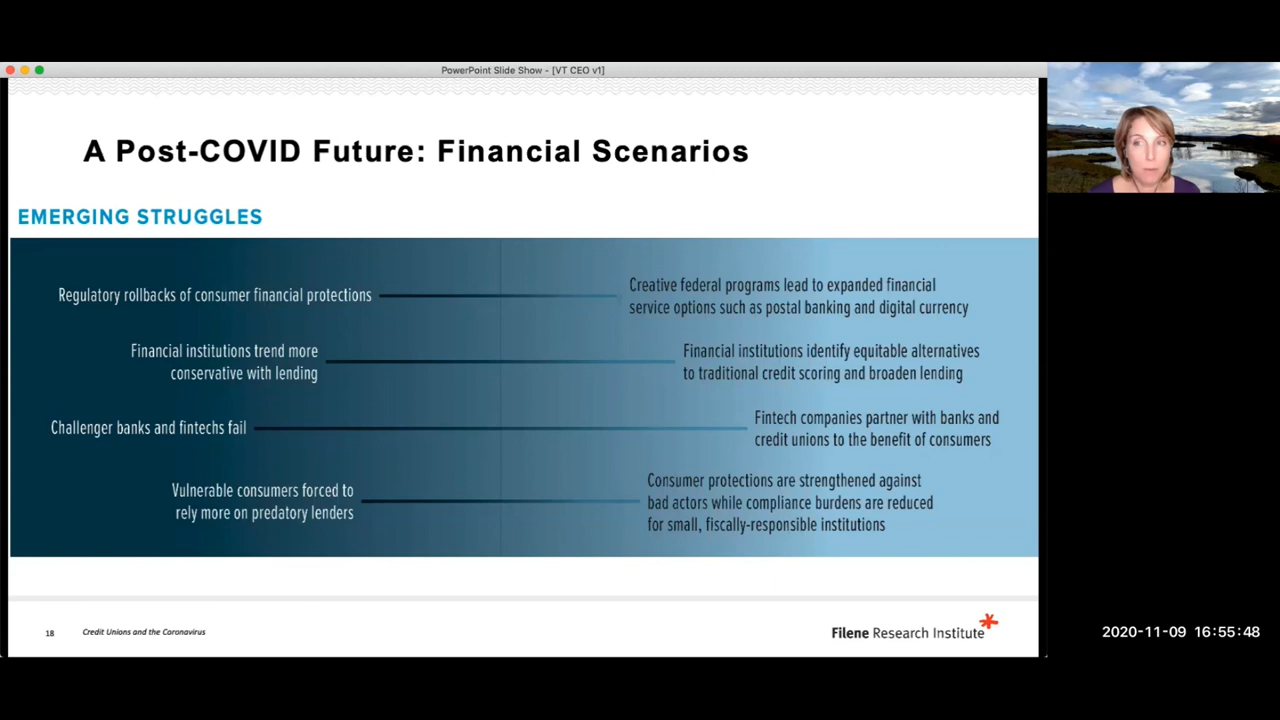 PowerPoint Slide Show - [VT CEO v1]
A Post-COVID Future: Financial Scenarios
EMERGING STRUGGLES
Regulatory rollbacks of consumer financial protections
Creative federal programs lead to expanded financial
service options such as postal banking and digital currency
Financial institutions trend more
conservative with lending
Financial institutions identify equitable alternatives
to traditional credit scoring and broaden lending
Challenger banks and fintechs fail
Fintech companies partner with banks and
credit unions to the benefit of consumers
Vulnerable consumers forced to
rely more on predatory lenders
Consumer protections are strengthened against
bad actors while compliance burdens are reduced
for small, fiscally-responsible institutions
18
Credit Unions and the Coronavirus
Filene Research Institute
2020-11-09 16:55:48